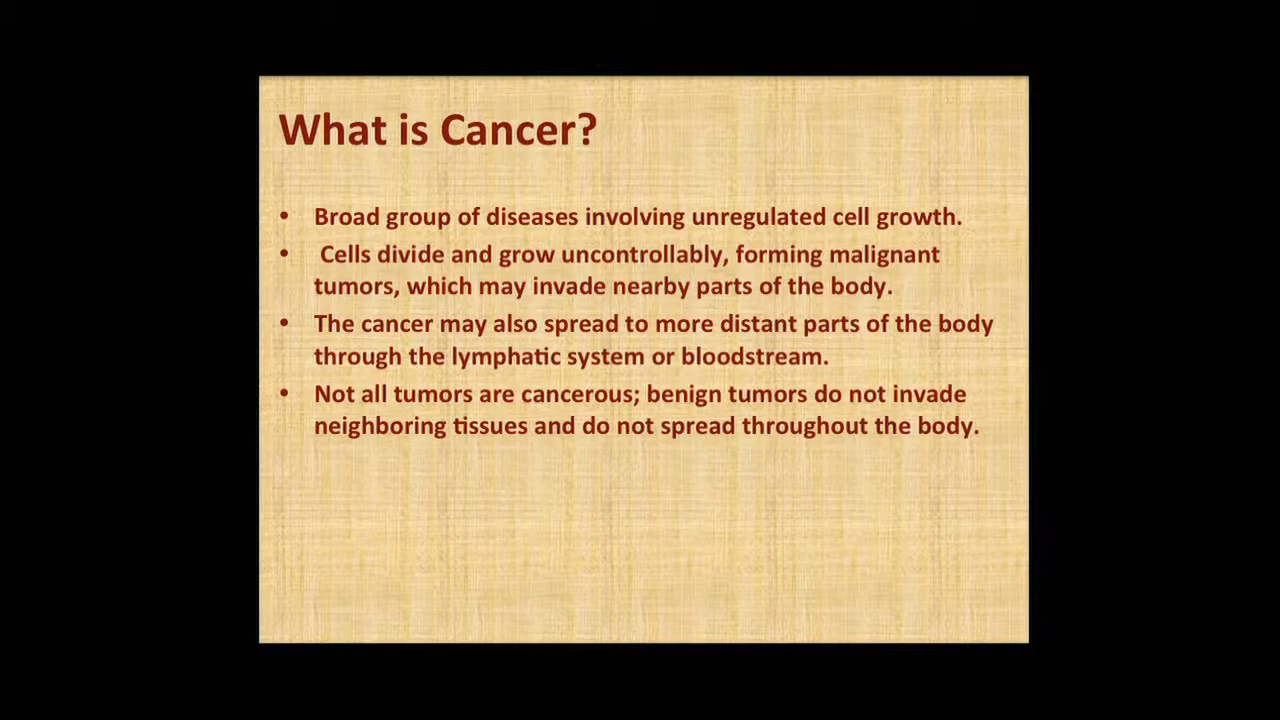 What is Cancer?
• Broad group of diseases involving unregulated cell growth.
• Cells divide and grow uncontrollably, forming malignant
tumors, which may invade nearby parts of the body.
• The cancer may also spread to more distant parts of the body
through the lymphatic system or bloodstream.
• Not all tumors are cancerous; benign tumors do not invade
neighboring tissues and do not spread throughout the body.